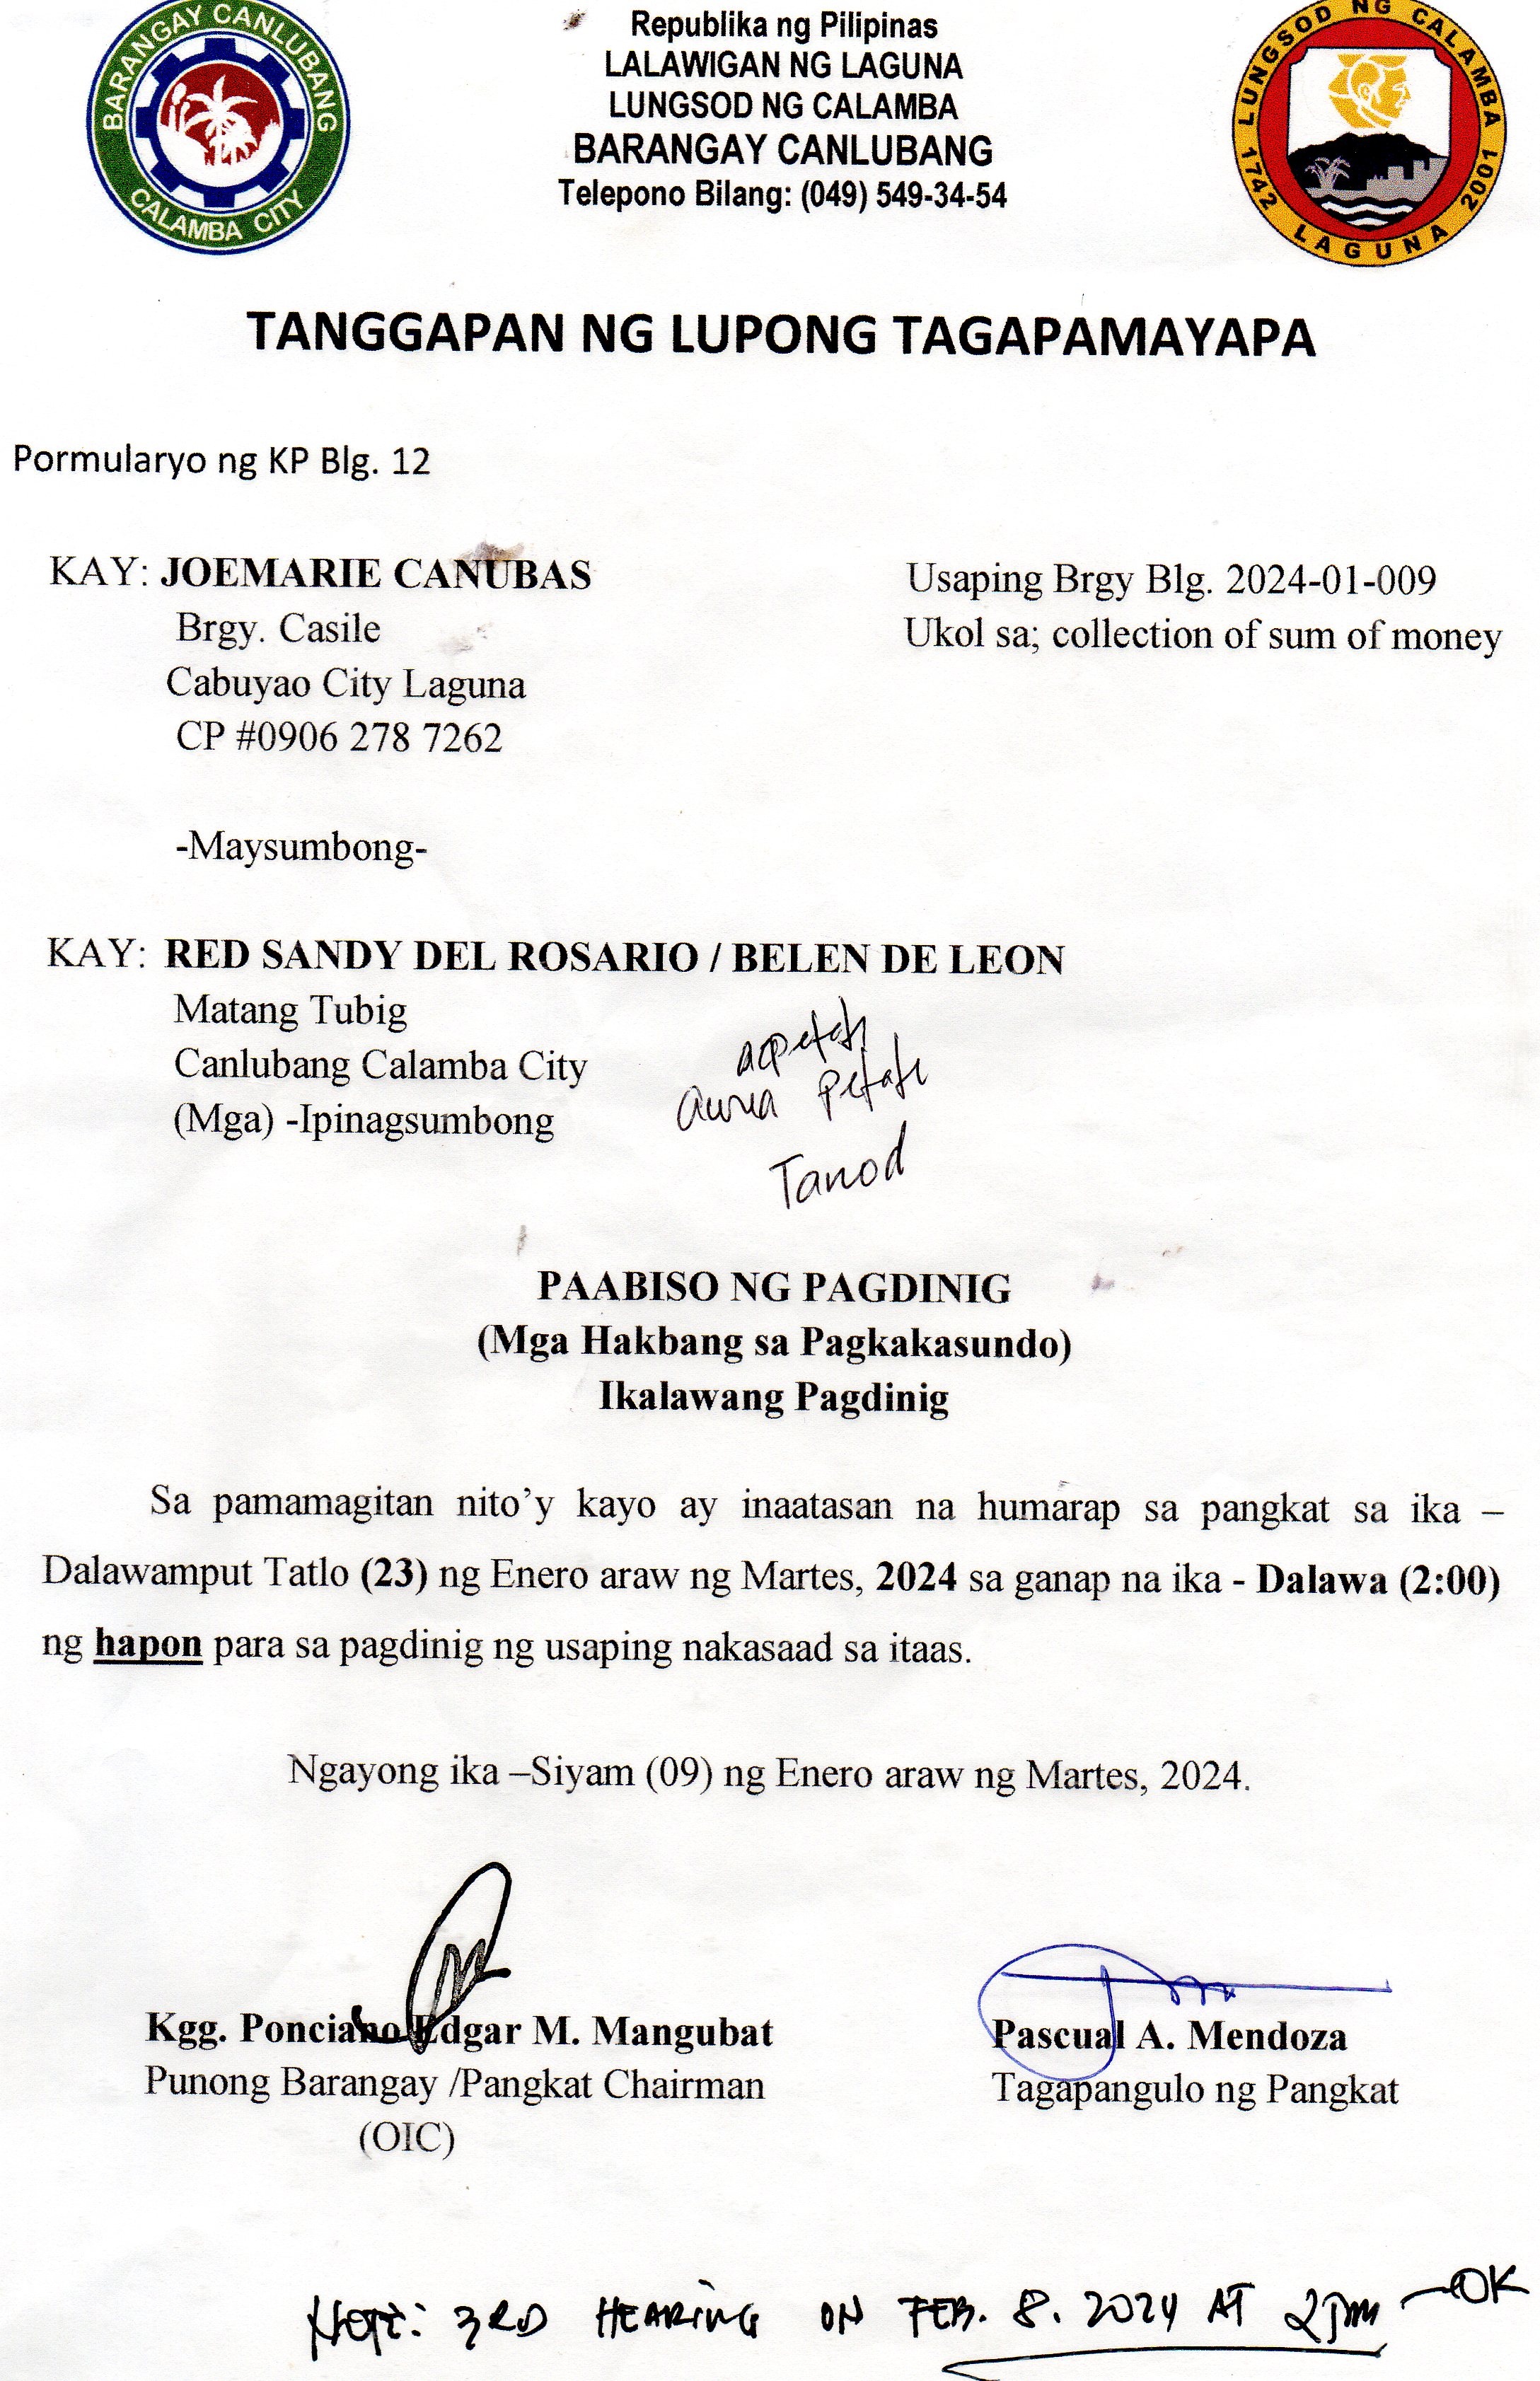 BARANGAY CANLUBANG
CALAMBA CITY
Republika ng Pilipinas
LALAWIGAN NG LAGUNA
LUNGSOD NG CALAMBA
BARANGAY CANLUBANG
Telepono Bilang: (049) 549-34-54
LUNGSOD NG CALAMBA
1742 LAGUNA 2001
TANGGAPAN NG LUPONG TAGAPAMAYAPA
Pormularyo ng KP Blg. 12
KAY: JOEMARIE CANUBAS
Brgy. Casile
Cabuyao City Laguna
CP #0906 278 7262
-Maysumbong-
Usaping Brgy Blg. 2024-01-009
Ukol sa; collection of sum of money
KAY: RED SANDY DEL ROSARIO / BELEN DE LEON
Matang Tubig
Canlubang Calamba City
(Mga) -Ipinagsumbong
Aurea
Tanod
PAABISO NG PAGDINIG
(Mga Hakbang sa Pagkakasundo)
Ikalawang Pagdinig
Sa pamamagitan nito'y kayo ay inaatasan na humarap sa pangkat sa ika –
Dalawamput Tatlo (23) ng Enero araw ng Martes, 2024 sa ganap na ika - Dalawa (2:00)
ng hapon para sa pagdinig ng usaping nakasaad sa itaas.
Ngayong ika –Siyam (09) ng Enero araw ng Martes, 2024.
Kgg. Ponciano Edgar M. Mangubat
Punong Barangay /Pangkat Chairman
(OIC)
Pascual A. Mendoza
Tagapangulo ng Pangkat
NOTE: 3RD HEARING ON FEB. 8. 2024 AT 2PM -OK